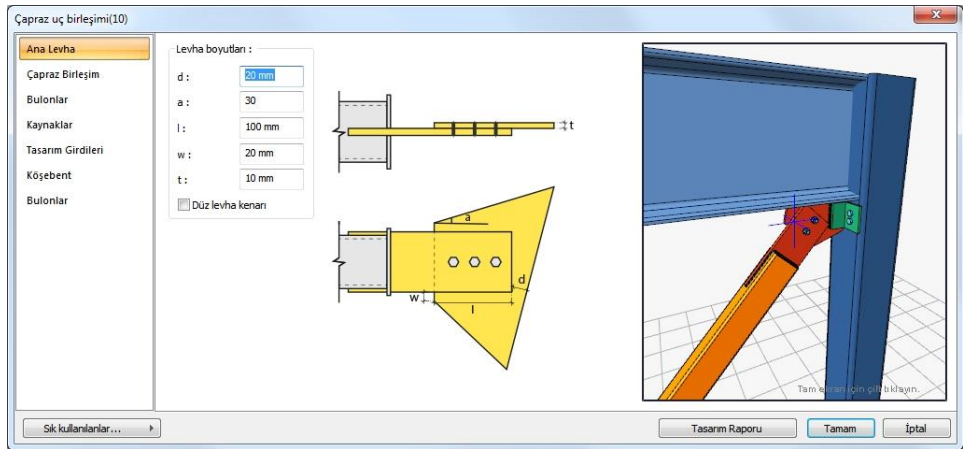 Çapraz uç birleşimi(10)
x
Ana Levha
Çapraz Birleşim
Bulonlar
Kaynaklar
Tasarım Girdileri
Köşebent
Bulonlar
Levha boyutları :
d : 20 mm
a : 30
l : 100 mm
w : 20 mm
t : 10 mm
Düz levha kenarı
t
a
d
w
l
Tam ekran için çift tıklayın.
Sık kullanılanlar...
Tasarım Raporu
Tamam
İptal